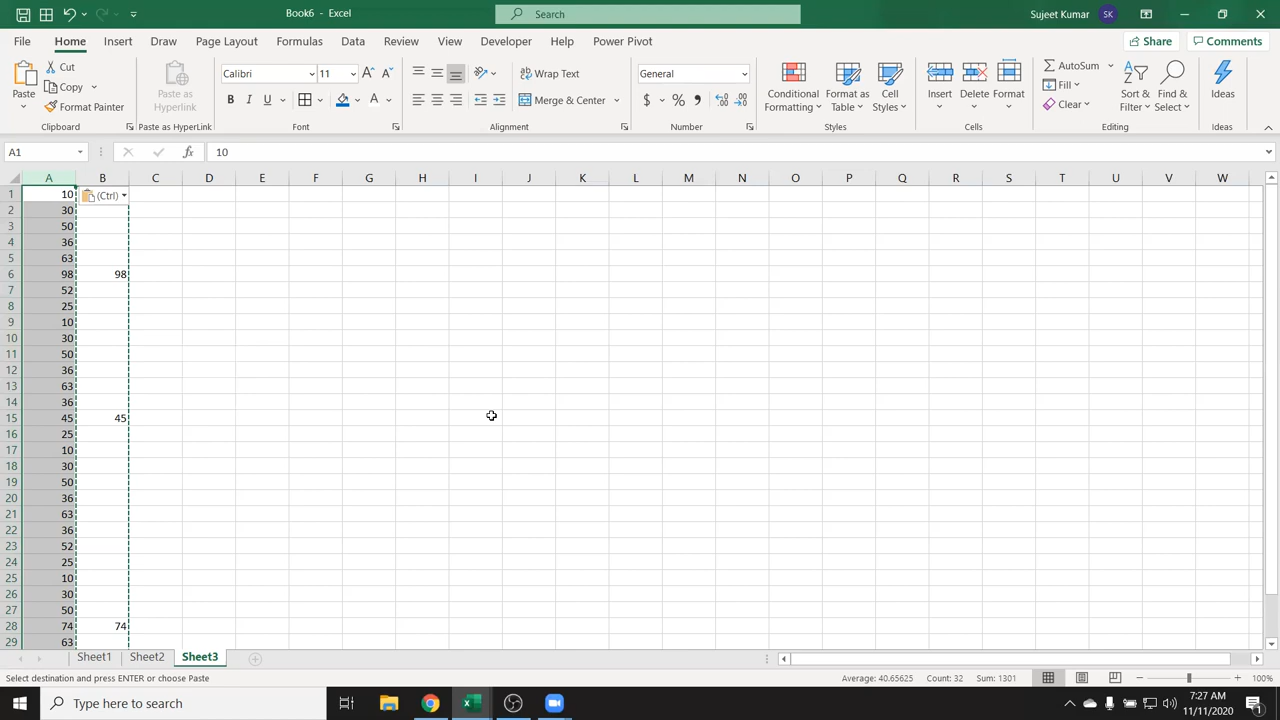 Book6 - Excel
Search
Sujeet Kumar
SK
File Home Insert Draw Page Layout Formulas Data Review View Developer Help Power Pivot
Share
Comments
Paste
Cut
Copy
Format Painter
Clipboard
Paste as
Hyperlink
Paste as HyperLink
Calibri
11
A A
B I U A
Font
ab Wrap Text
Merge & Center
Alignment
General
$ % ,
Number
Conditional
Formatting
Format as
Table
Cell
Styles
Styles
Insert
Delete
Format
Cells
AutoSum
Fill
Clear
Sort &
Filter
Find &
Select
Editing
Ideas
Ideas
A1
fx
10
A B C D E F G H I J K L M N O P Q R S T U V W
1 10 (Ctrl)
2 30
3 50
4 36
5 63
6 98 98
7 52
8 25
9 10
10 30
11 50
12 36
13 63
14 36
15 45 45
16 25
17 10
18 30
19 50
20 36
21 63
22 36
23 52
24 25
25 10
26 30
27 50
28 74 74
29 63
Sheet1 Sheet2 Sheet3
Select destination and press ENTER or choose Paste
Average: 40.65625 Count: 32 Sum: 1301
100%
Type here to search
7:27 AM
11/11/2020